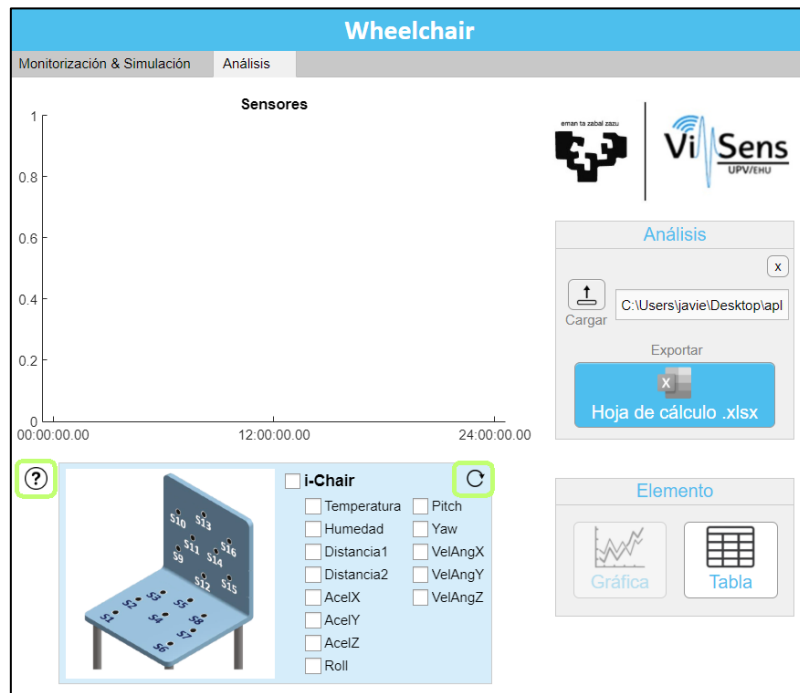 Wheelchair
Monitorización & Simulación
Análisis
Sensores
1
0.8
0.6
0.4
0.2
0
00:00:00.00
12:00:00.00
24:00:00.00
eman ta zabal zazu
ViSens
UPV/EHU
Análisis
x
Cargar
C:\Users\javie\Desktop\apl
Exportar
X
Hoja de cálculo .xlsx
?
S10
S13
S11
S16
S9
S14
S12
S15
S3
S2
S5
S1
S4
S8
S7
S6
i-Chair
Temperatura
Humedad
Distancia1
Distancia2
AcelX
AcelY
AcelZ
Roll
Pitch
Yaw
VelAngX
VelAngY
VelAngZ
Elemento
Gráfica
Tabla